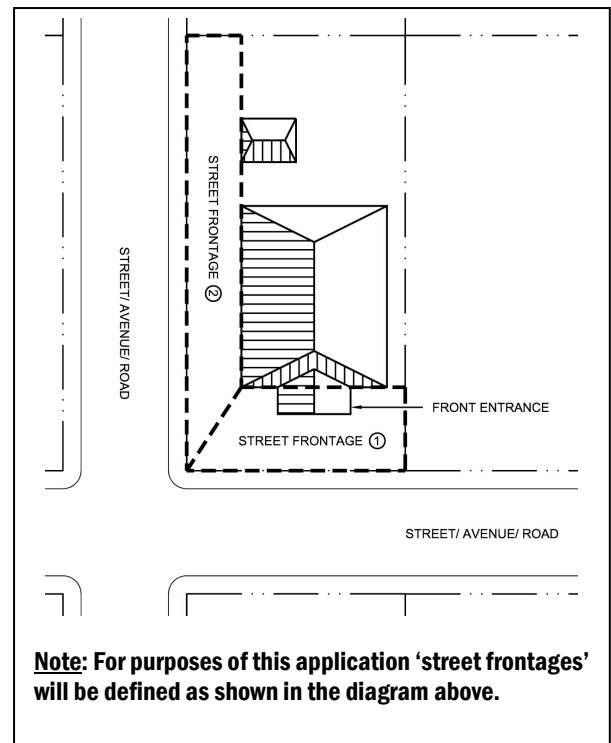 STREET FRONTAGE ②
STREET/ AVENUE/ ROAD
FRONT ENTRANCE
STREET FRONTAGE ①
STREET/ AVENUE/ ROAD
Note: For purposes of this application ‘street frontages’
will be defined as shown in the diagram above.